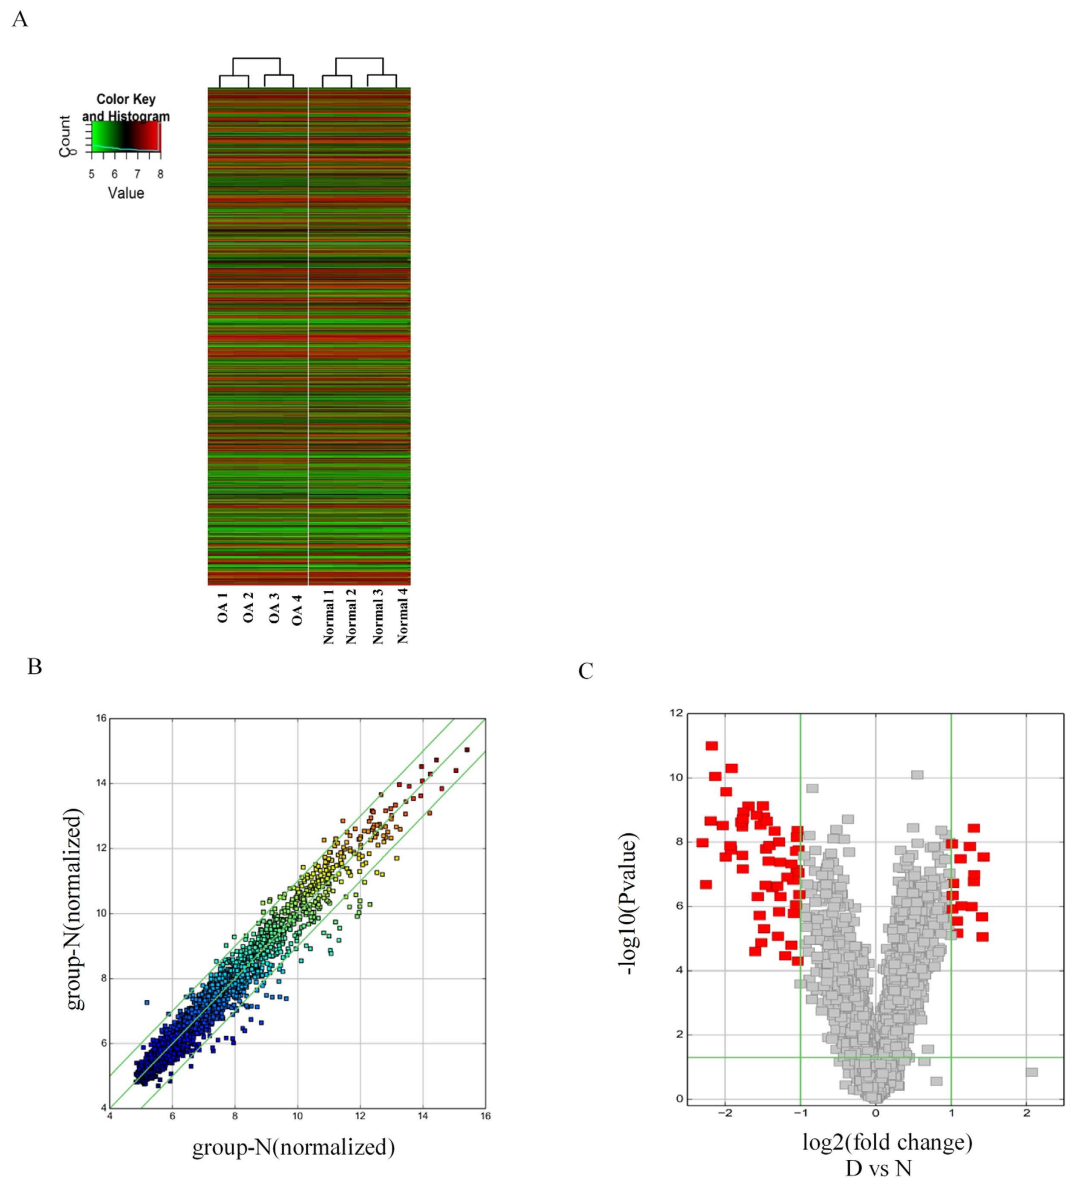 A
Color Key
and Histogram
Count
0
5 6 7 8
Value
OA 1
OA 2
OA 3
OA 4
Normal 1
Normal 2
Normal 3
Normal 4
B
16
14
12
10
8
6
4
4 6 8 10 12 14 16
group-N(normalized)
group-N(normalized)
C
12
10
8
6
4
2
0
−2 −1 0 1 2
-log10(Pvalue)
log2(fold change)
D vs N